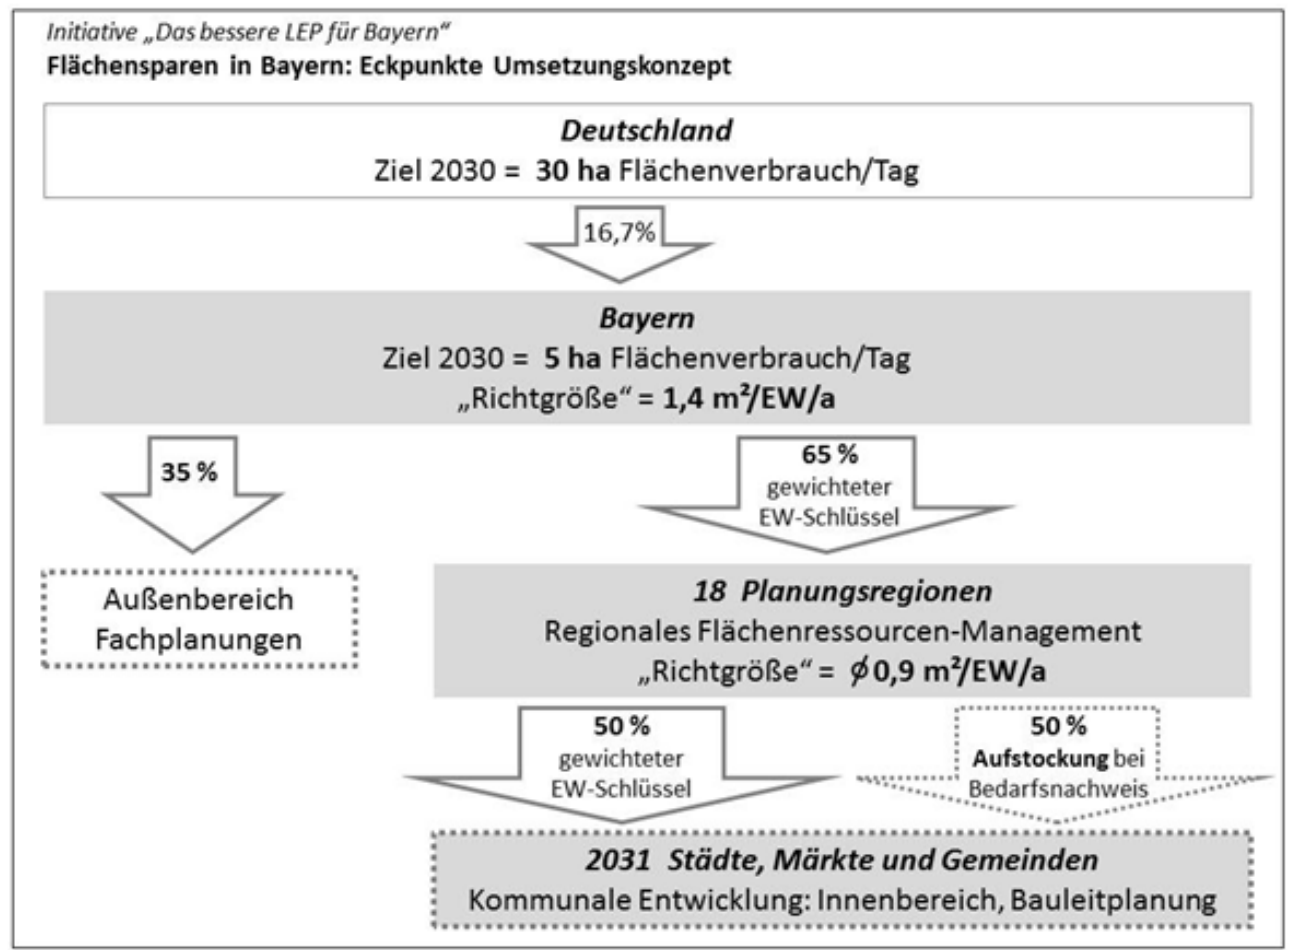 Initiative „Das bessere LEP für Bayern“
Flächensparen in Bayern: Eckpunkte Umsetzungskonzept
Deutschland
Ziel 2030 = 30 ha Flächenverbrauch/Tag
16,7%
Bayern
Ziel 2030 = 5 ha Flächenverbrauch/Tag
„Richtgröße“ = 1,4 m²/EW/a
35 %
65 %
gewichteter
EW-Schlüssel
Außenbereich
Fachplanungen
18 Planungsregionen
Regionales Flächenressourcen-Management
„Richtgröße“ = ⌀ 0,9 m²/EW/a
50 %
gewichteter
EW-Schlüssel
50 %
Aufstockung bei
Bedarfsnachweis
2031 Städte, Märkte und Gemeinden
Kommunale Entwicklung: Innenbereich, Bauleitplanung